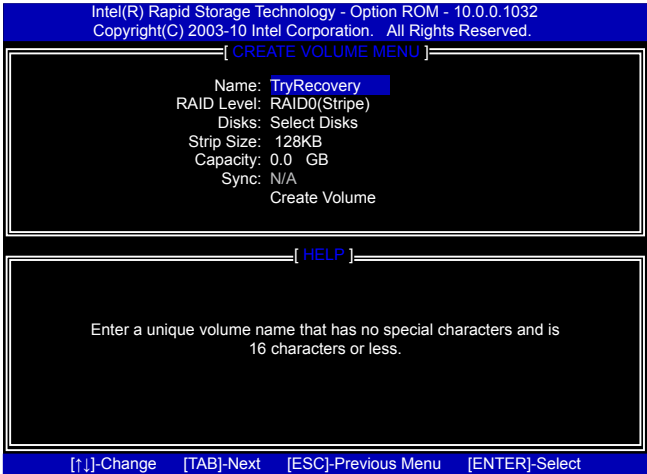 Intel(R) Rapid Storage Technology - Option ROM - 10.0.0.1032
Copyright(C) 2003-10 Intel Corporation. All Rights Reserved.
[ CREATE VOLUME MENU ]
Name: TryRecovery
RAID Level: RAID0(Stripe)
Disks: Select Disks
Strip Size: 128KB
Capacity: 0.0 GB
Sync: N/A
Create Volume
[ HELP ]
Enter a unique volume name that has no special characters and is
16 characters or less.
[↑↓]-Change [TAB]-Next [ESC]-Previous Menu [ENTER]-Select